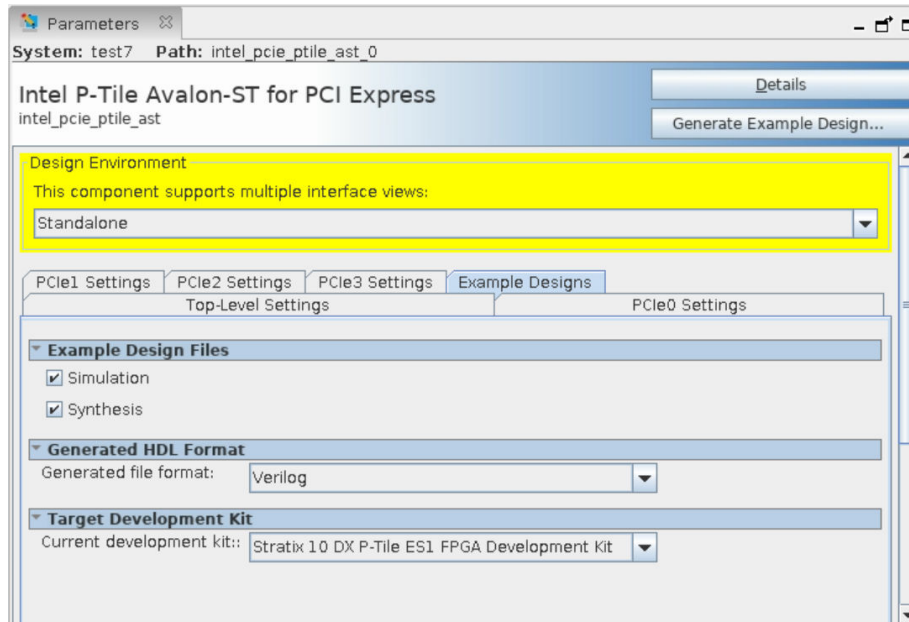 Parameters
System: test7 Path: intel_pcie_ptile_ast_0
Intel P-Tile Avalon-ST for PCI Express
intel_pcie_ptile_ast
Details
Generate Example Design...
Design Environment
This component supports multiple interface views:
Standalone
PCIe1 Settings PCIe2 Settings PCIe3 Settings Example Designs
Top-Level Settings PCIe0 Settings
Example Design Files
Simulation
Synthesis
Generated HDL Format
Generated file format: Verilog
Target Development Kit
Current development kit:: Stratix 10 DX P-Tile ES1 FPGA Development Kit